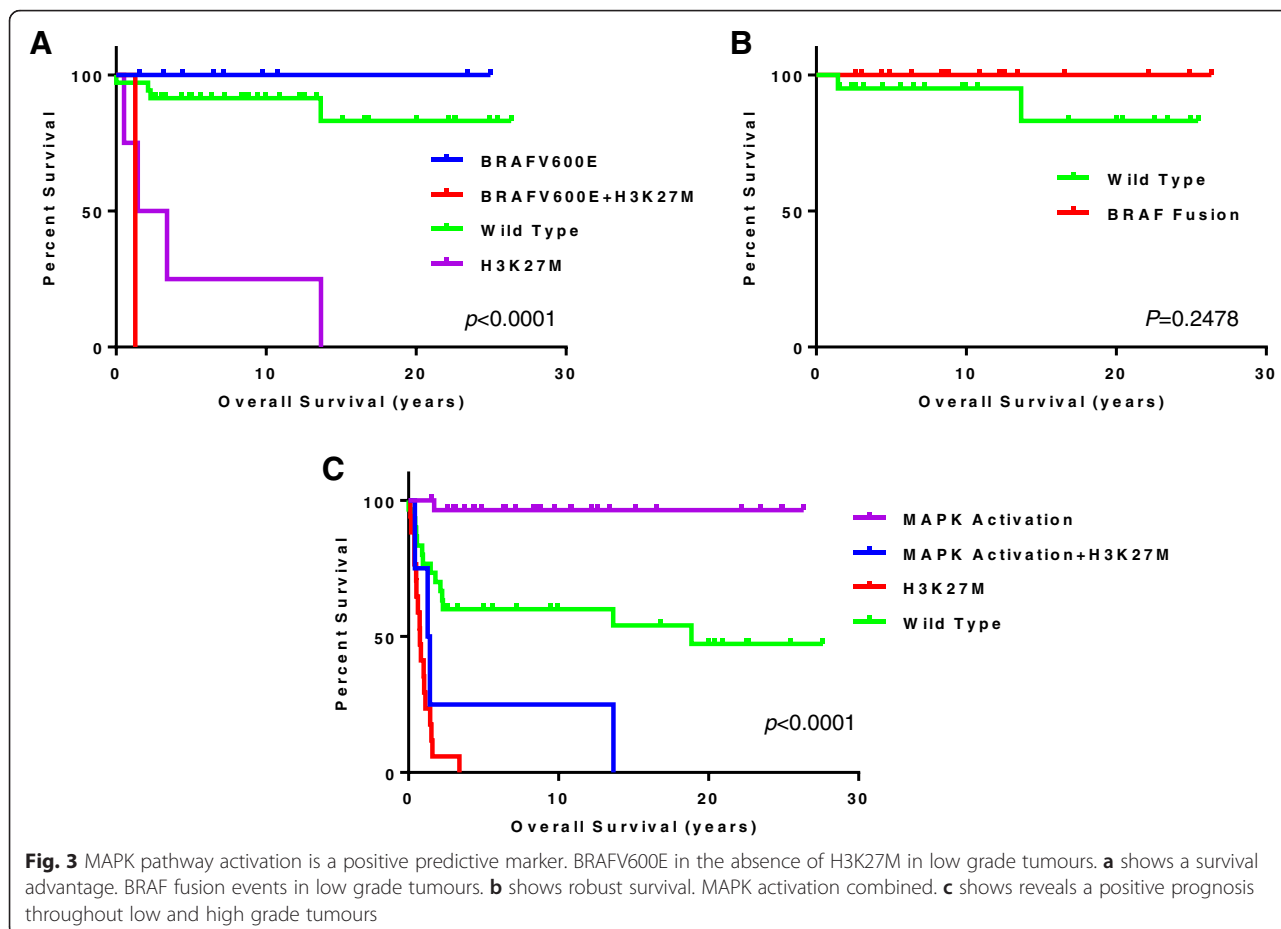 A
B
100
50
0
Percent Survival
0 10 20 30
Overall Survival (years)
BRAFV600E
BRAFV600E+H3K27M
Wild Type
H3K27M
p<0.0001
100
50
0
Percent Survival
0 10 20 30
Overall Survival (years)
Wild Type
BRAF Fusion
P=0.2478
C
100
50
0
Percent Survival
0 10 20 30
Overall Survival (years)
MAPK Activation
MAPK Activation+H3K27M
H3K27M
Wild Type
p<0.0001
Fig. 3 MAPK pathway activation is a positive predictive marker. BRAFV600E in the absence of H3K27M in low grade tumours. a shows a survival
advantage. BRAF fusion events in low grade tumours. b shows robust survival. MAPK activation combined. c shows reveals a positive prognosis
throughout low and high grade tumours